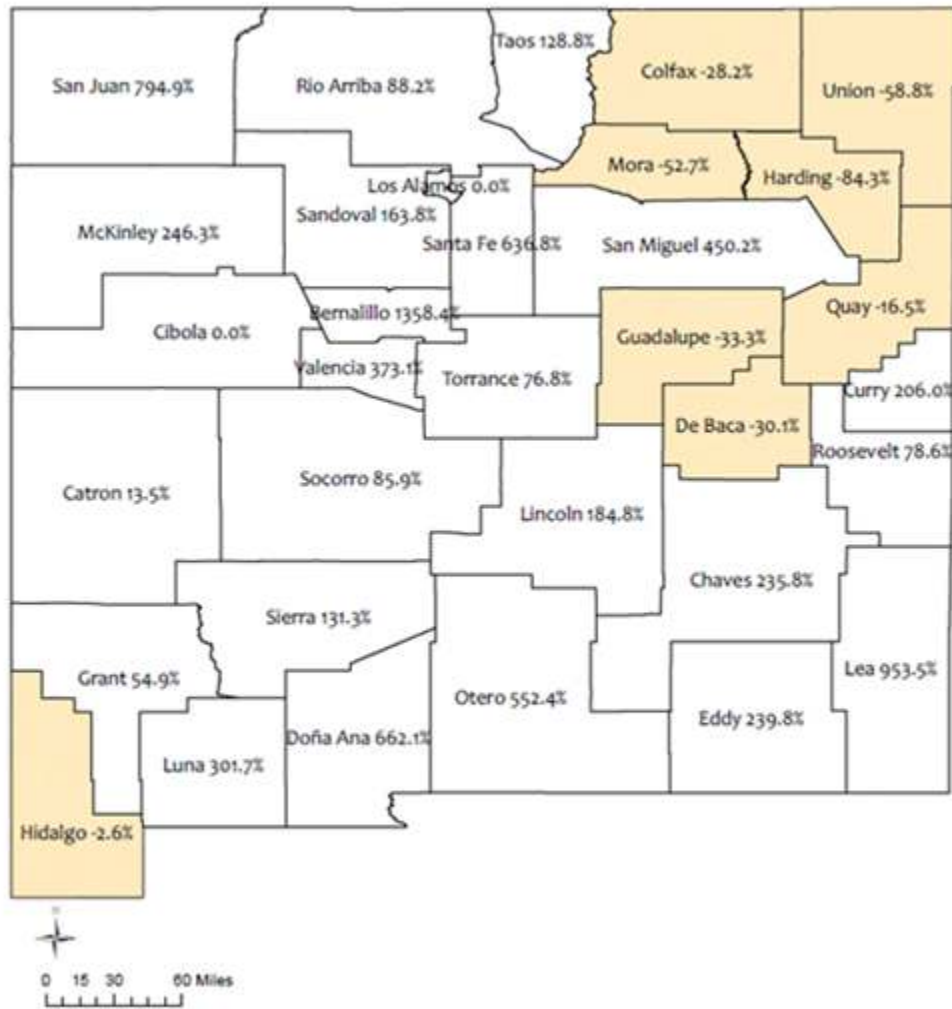 Taos 128.8%
Colfax -28.2%
San Juan 794.9%
Rio Arriba 88.2%
Union -58.8%
Mora -52.7%
Harding -84.3%
Los Alamos 0.0%
Sandoval 163.8%
McKinley 246.3%
Santa Fe 636.8%
San Miguel 450.2%
Quay -16.5%
Bernalillo 1358.4%
Cibola 0.0%
Guadalupe -33.3%
Valencia 373.1%
Torrance 76.8%
Curry 206.0%
De Baca -30.1%
Roosevelt 78.6%
Socorro 85.9%
Catron 13.5%
Lincoln 184.8%
Chaves 235.8%
Sierra 131.3%
Grant 54.9%
Lea 953.5%
Otero 552.4%
Eddy 239.8%
Doña Ana 662.1%
Luna 301.7%
Hidalgo -2.6%
0 15 30 60 Miles